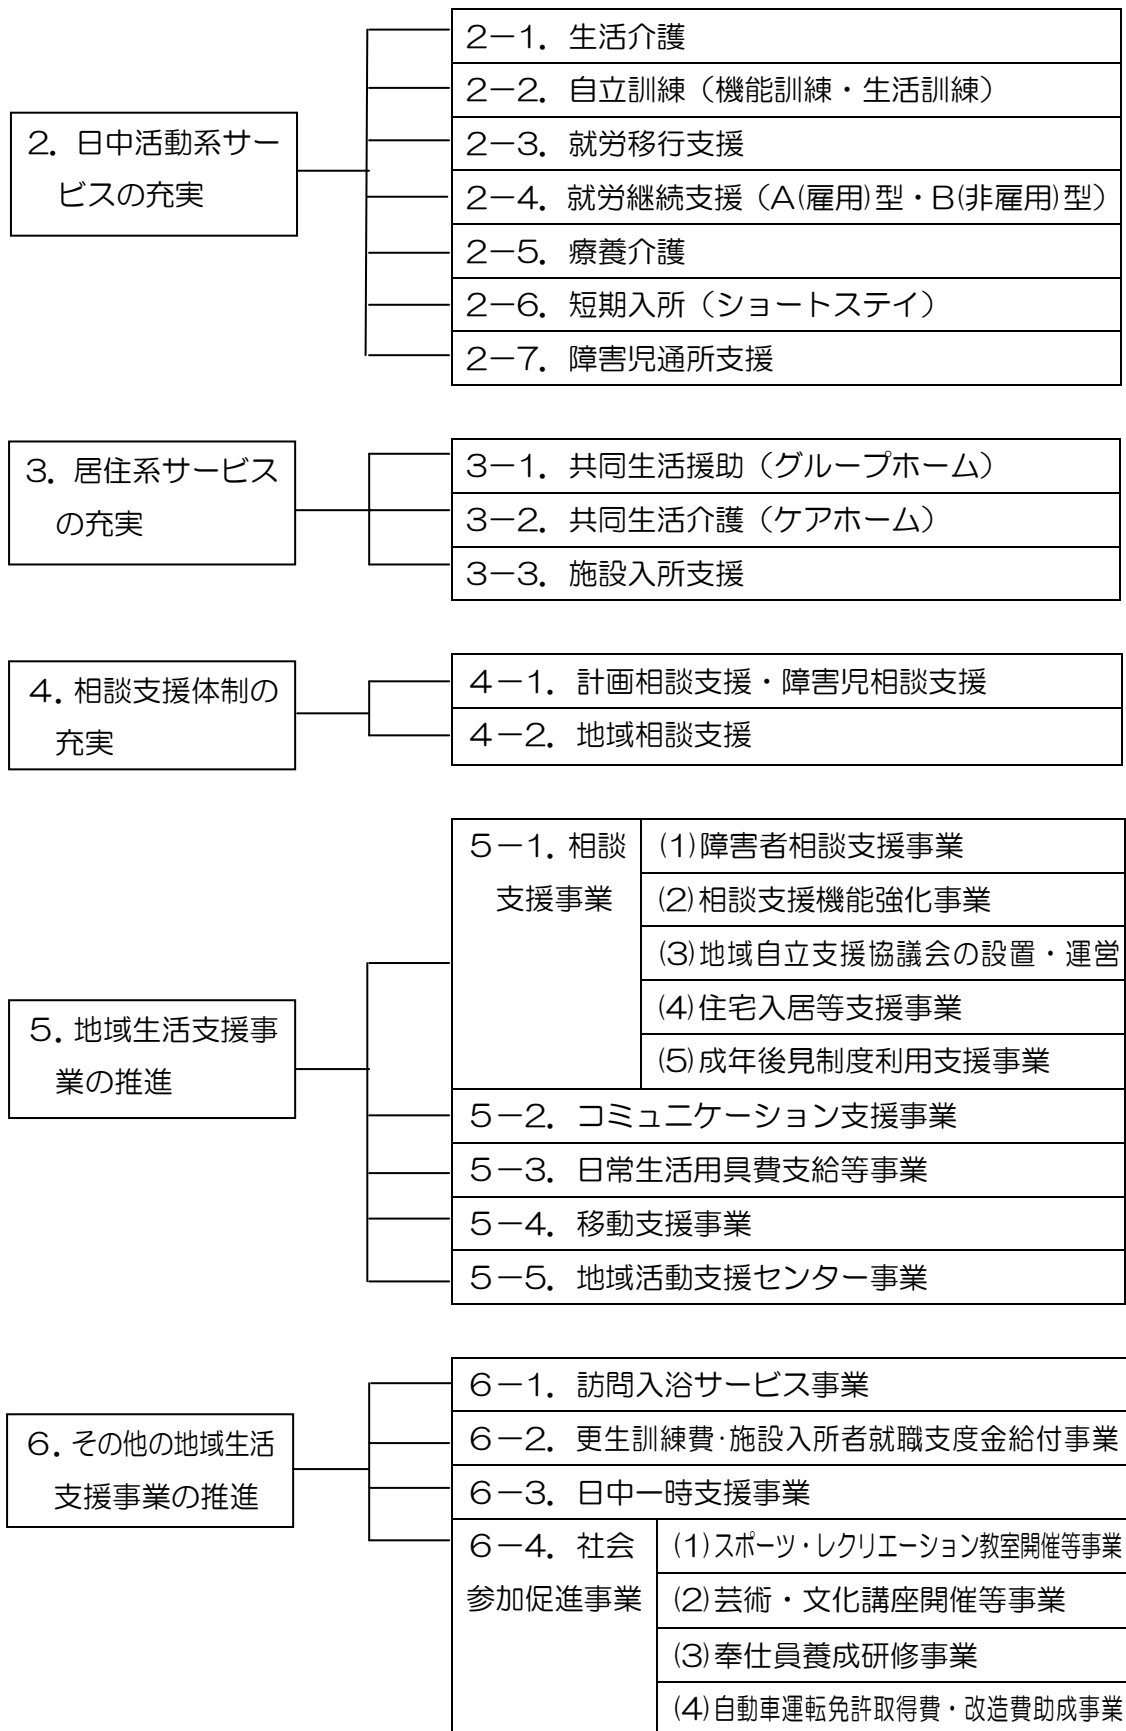 2．日中活動系サー
ビスの充実
2－1．生活介護
2－2．自立訓練（機能訓練・生活訓練）
2－3．就労移行支援
2－4．就労継続支援（A(雇用)型・B(非雇用)型）
2－5．療養介護
2－6．短期入所（ショートステイ）
2－7．障害児通所支援
3．居住系サービス
の充実
3－1．共同生活援助（グループホーム）
3－2．共同生活介護（ケアホーム）
3－3．施設入所支援
4．相談支援体制の
充実
4－1．計画相談支援・障害児相談支援
4－2．地域相談支援
5．地域生活支援事
業の推進
5－1．相談
支援事業
(1)障害者相談支援事業
(2)相談支援機能強化事業
(3)地域自立支援協議会の設置・運営
(4)住宅入居等支援事業
(5)成年後見制度利用支援事業
5－2．コミュニケーション支援事業
5－3．日常生活用具費支給等事業
5－4．移動支援事業
5－5．地域活動支援センター事業
6．その他の地域生活
支援事業の推進
6－1．訪問入浴サービス事業
6－2．更生訓練費・施設入所者就職支度金給付事業
6－3．日中一時支援事業
6－4．社会
参加促進事業
(1)スポーツ・レクリエーション教室開催等事業
(2)芸術・文化講座開催等事業
(3)奉仕員養成研修事業
(4)自動車運転免許取得費・改造費助成事業